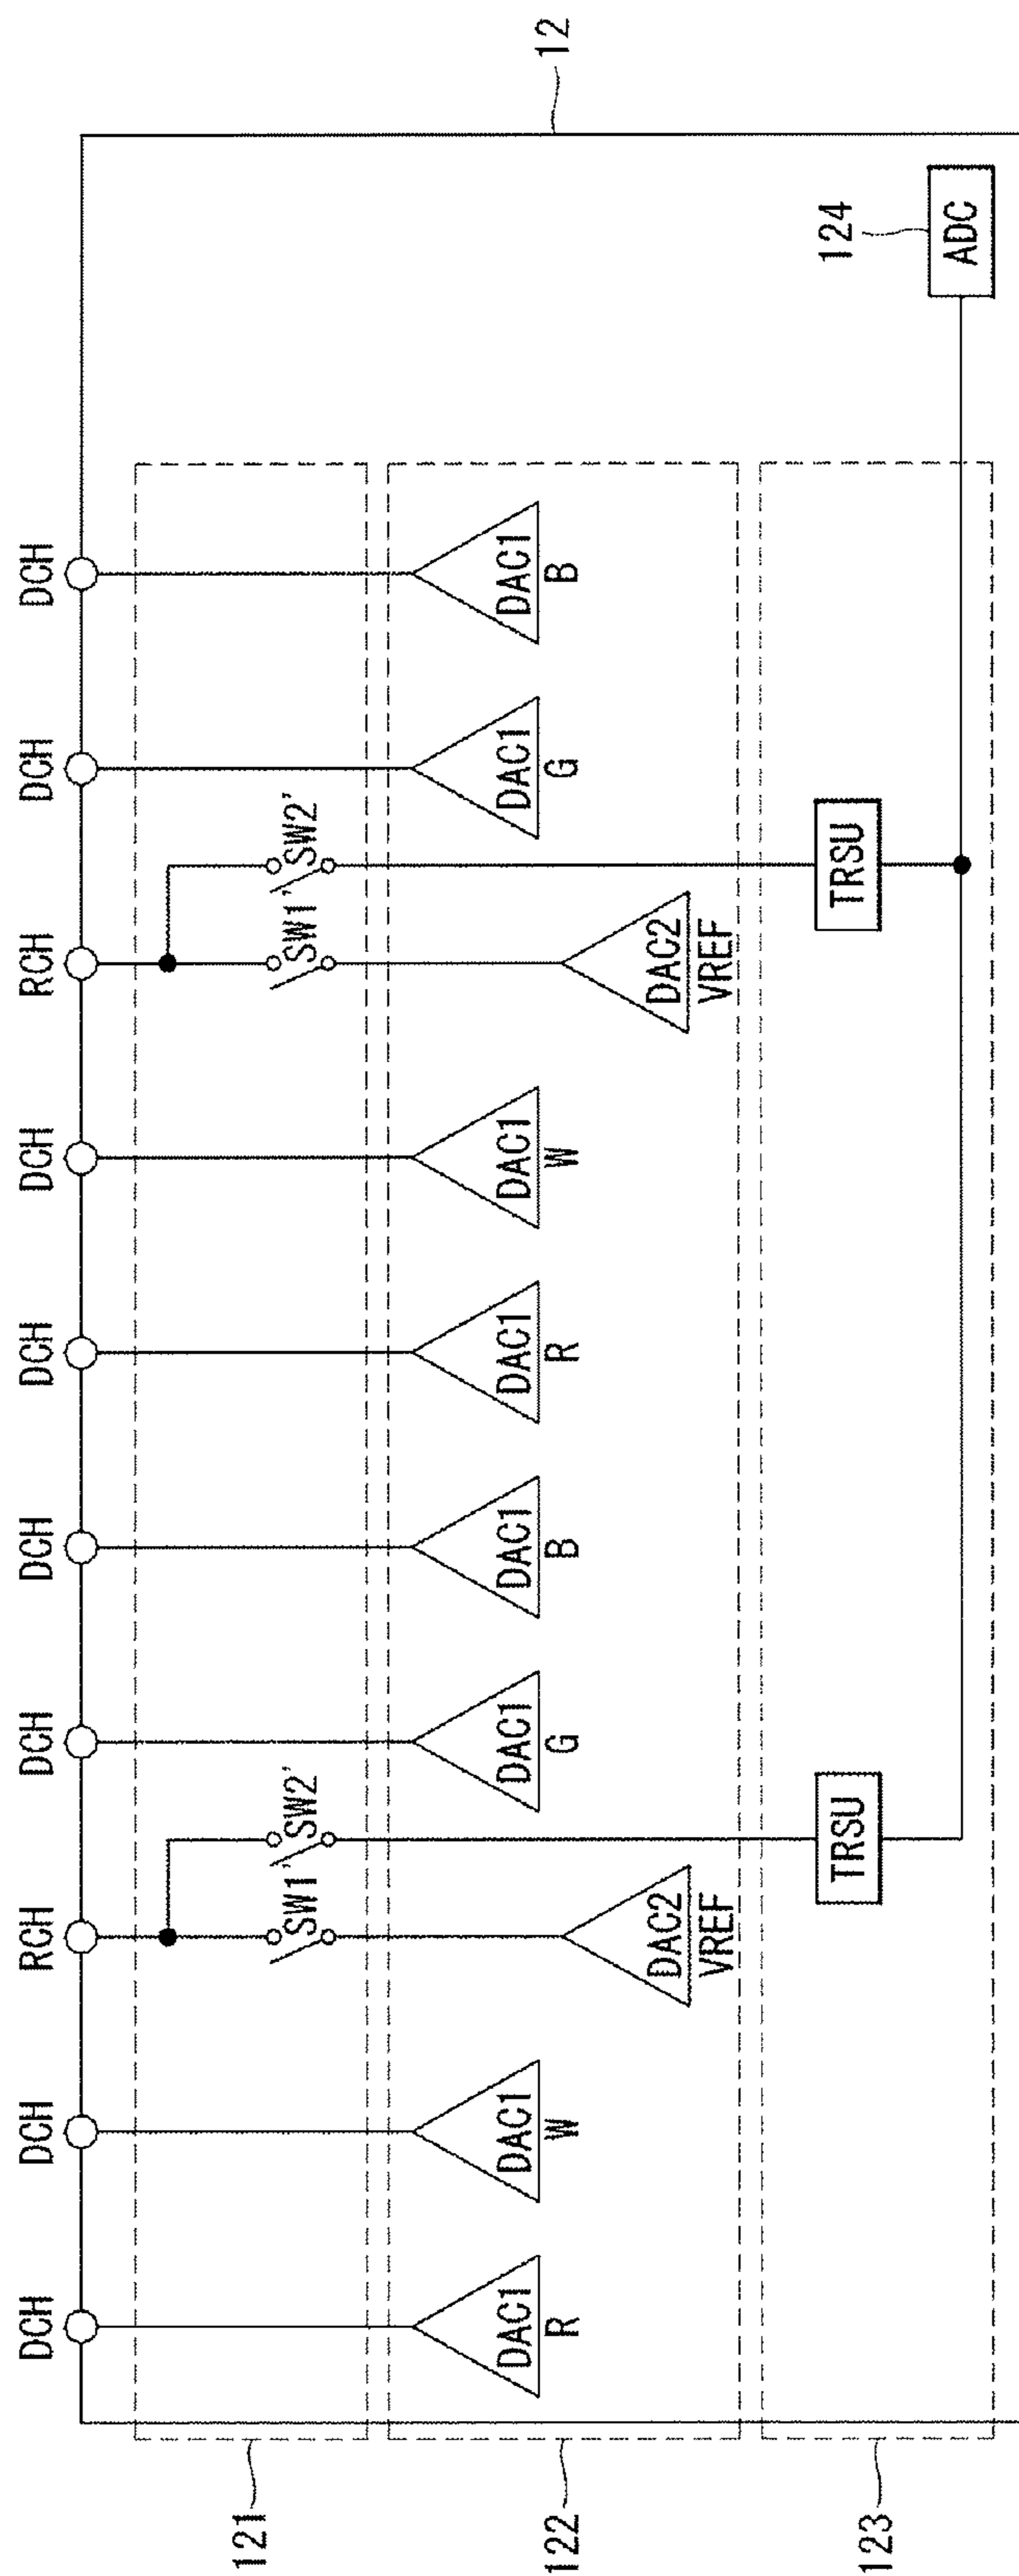 DCH DCH RCH DCH DCH DCH DCH RCH DCH DCH
12
121
SW1' SW2' SW1' SW2'
122
DAC1 DAC1 DAC1 DAC1 DAC1 DAC1 DAC1 DAC1
R W G B R W G B
DAC2 DAC2
VREF VREF
123
TRSU TRSU
124
ADC